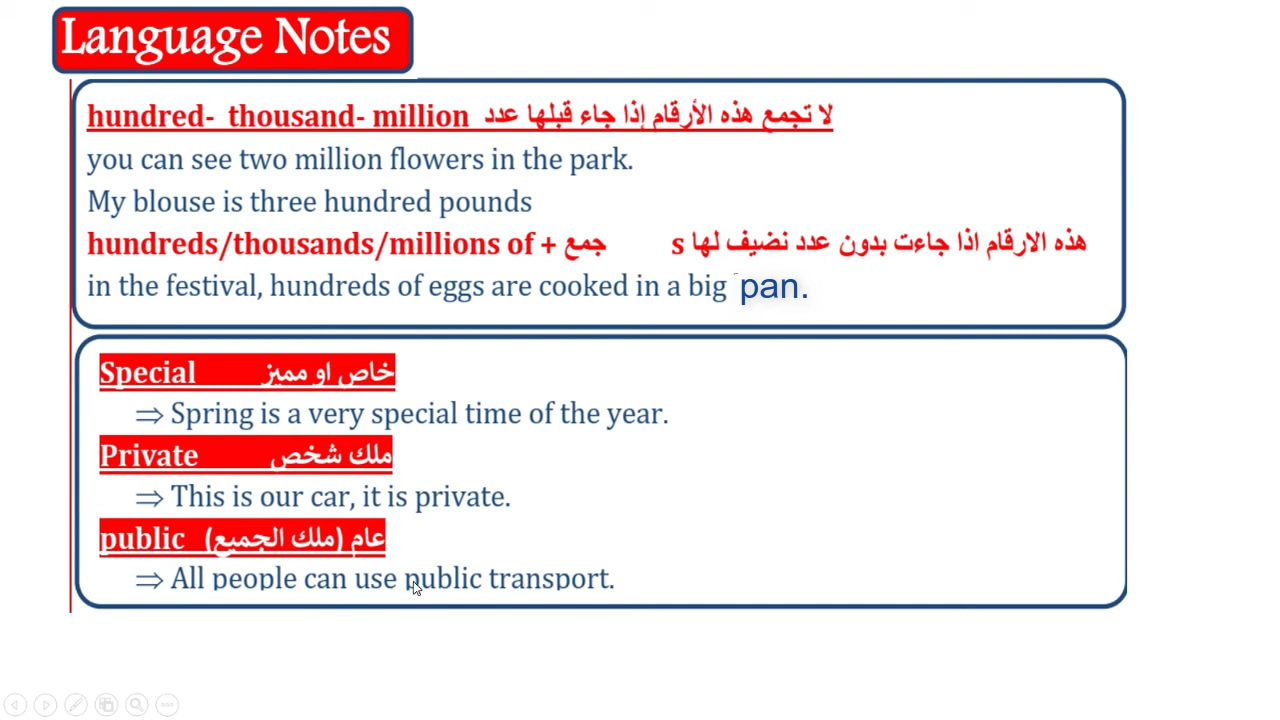 Language Notes
hundred- thousand- million لا تجمع هذه الأرقام إذا جاء قبلها عدد
you can see two million flowers in the park.
My blouse is three hundred pounds
hundreds/thousands/millions of + جمع هذه الارقام اذا جاءت بدون عدد نضيف لها s
in the festival, hundreds of eggs are cooked in a big pan.
Special خاص او مميز
⇒ Spring is a very special time of the year.
Private ملك شخص
⇒ This is our car, it is private.
public عام (ملك الجميع)
⇒ All people can use public transport.